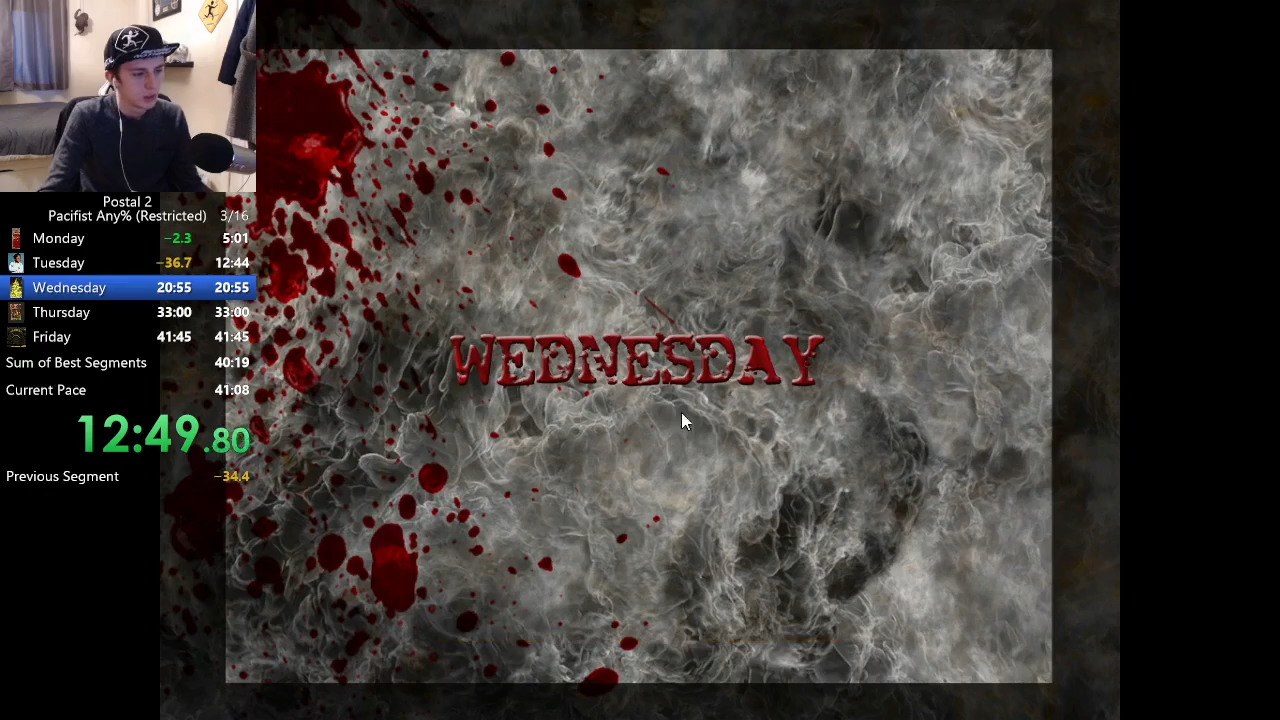 Postal 2
Pacifist Any% (Restricted) 3/16
Monday −2.3 5:01
Tuesday −36.7 12:44
Wednesday 20:55 20:55
Thursday 33:00 33:00
Friday 41:45 41:45
Sum of Best Segments 40:19
Current Pace 41:08
12:49.80
Previous Segment −34.4
WEDNESDAY